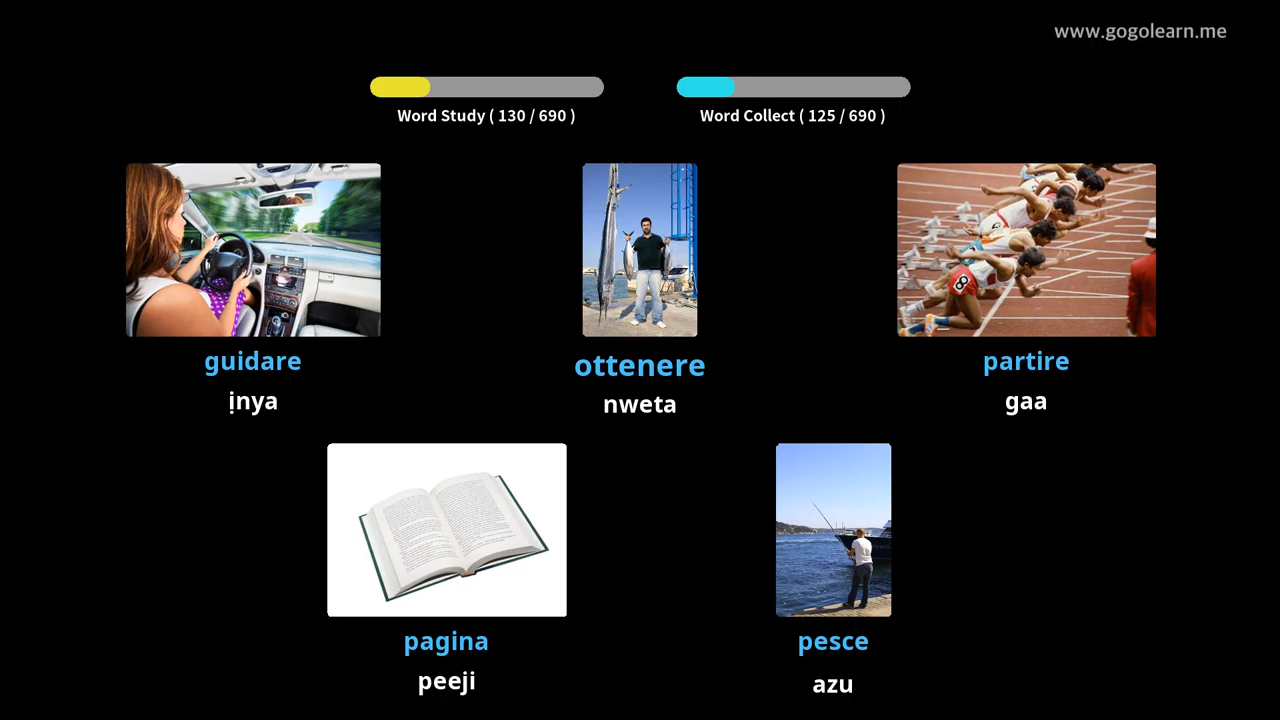 www.gogolearn.me
Word Study ( 130 / 690 )
Word Collect ( 125 / 690 )
guidare
ịnya
ottenere
nweta
partire
gaa
pagina
peeji
pesce
azu